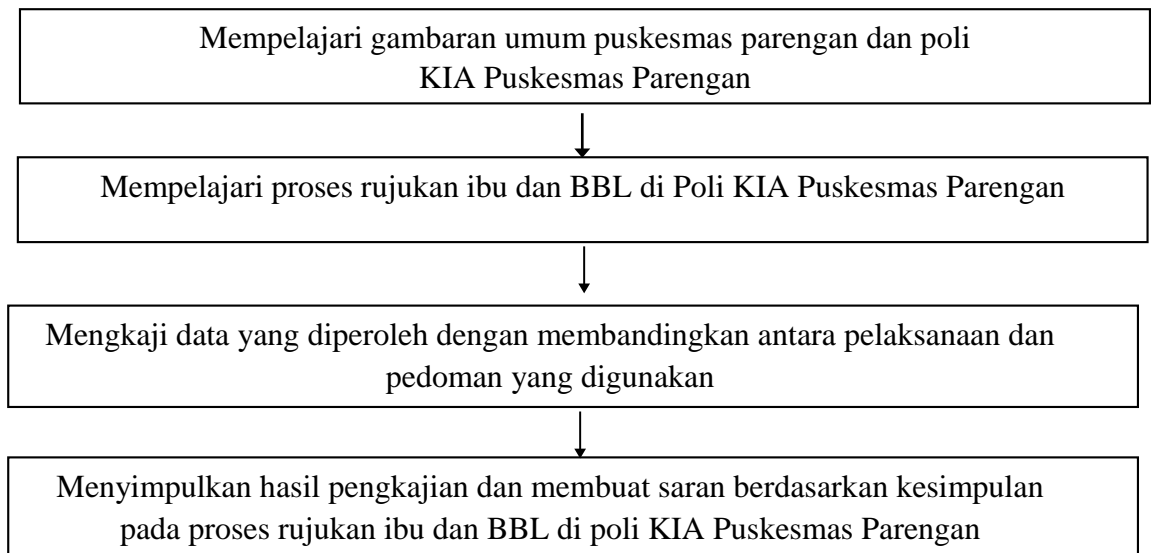 Mempelajari gambaran umum puskesmas parengan dan poli
KIA Puskesmas Parengan
Mempelajari proses rujukan ibu dan BBL di Poli KIA Puskesmas Parengan
Mengkaji data yang diperoleh dengan membandingkan antara pelaksanaan dan
pedoman yang digunakan
Menyimpulkan hasil pengkajian dan membuat saran berdasarkan kesimpulan
pada proses rujukan ibu dan BBL di poli KIA Puskesmas Parengan